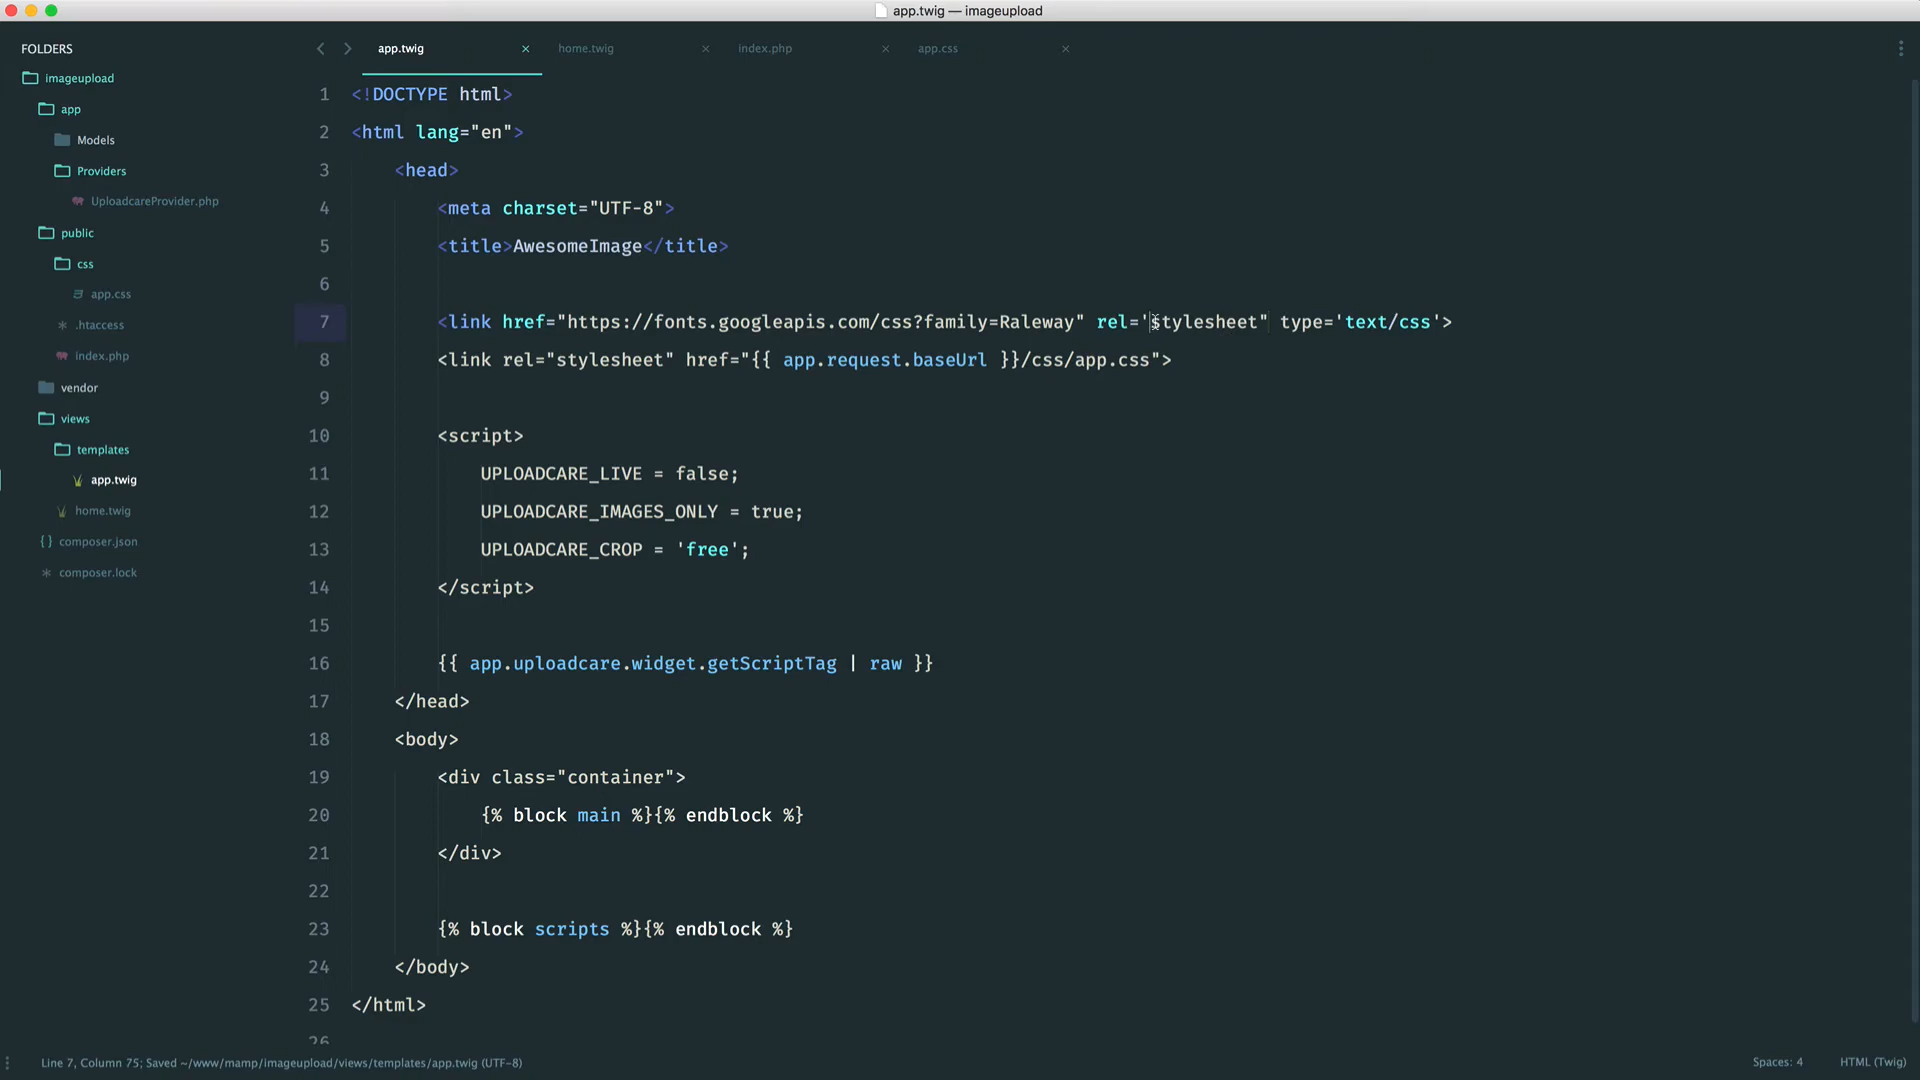 app.twig — imageupload
FOLDERS
imageupload
app
Models
Providers
UploadcareProvider.php
public
css
app.css
.htaccess
index.php
vendor
views
templates
app.twig
home.twig
{} composer.json
composer.lock
app.twig × home.twig × index.php × app.css ×
1 <!DOCTYPE html>
2 <html lang="en">
3 <head>
4 <meta charset="UTF-8">
5 <title>AwesomeImage</title>
6
7 <link href="https://fonts.googleapis.com/css?family=Raleway" rel='stylesheet" type='text/css'>
8 <link rel="stylesheet" href="{{ app.request.baseUrl }}/css/app.css">
9
10 <script>
11 UPLOADCARE_LIVE = false;
12 UPLOADCARE_IMAGES_ONLY = true;
13 UPLOADCARE_CROP = 'free';
14 </script>
15
16 {{ app.uploadcare.widget.getScriptTag | raw }}
17 </head>
18 <body>
19 <div class="container">
20 {% block main %}{% endblock %}
21 </div>
22
23 {% block scripts %}{% endblock %}
24 </body>
25 </html>
26
Line 7, Column 75; Saved ~/www/mamp/imageupload/views/templates/app.twig (UTF-8)
Spaces: 4 HTML (Twig)